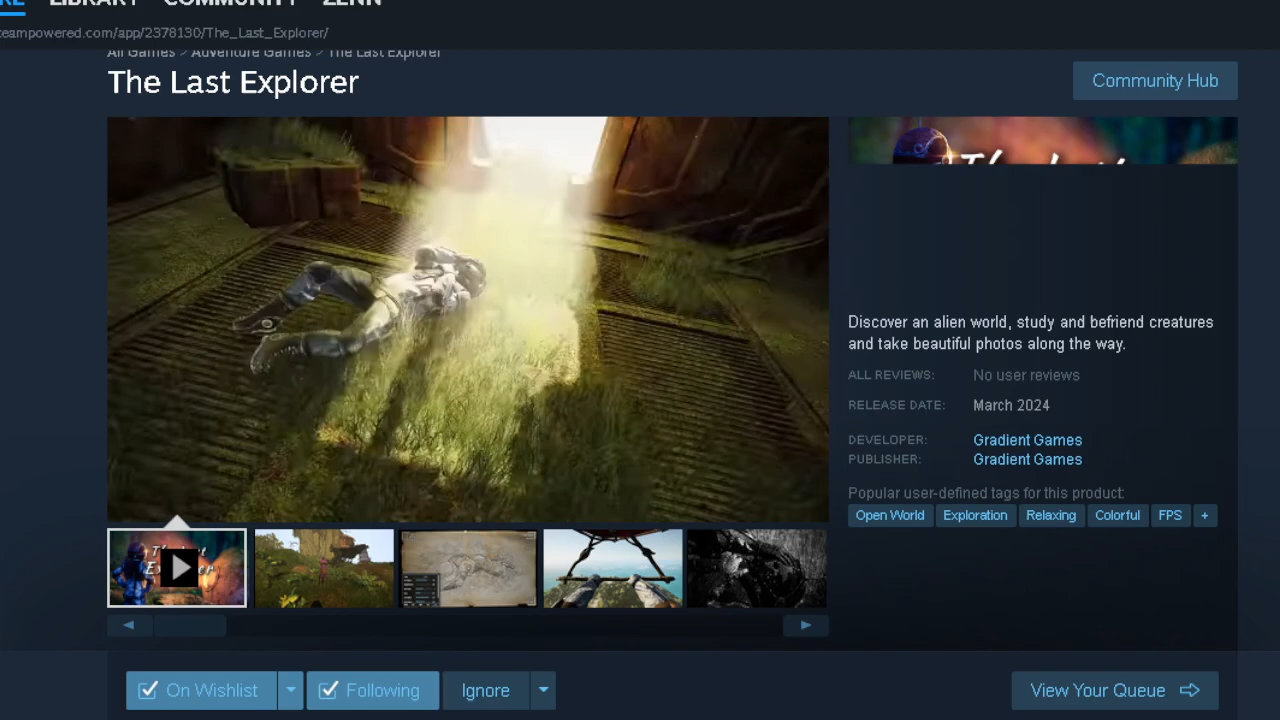 LIBRARY COMMUNITY ZENN
eampowered.com/app/2378130/The_Last_Explorer/
All Games > Adventure Games > The Last Explorer
The Last Explorer
Community Hub
Discover an alien world, study and befriend creatures
and take beautiful photos along the way.
ALL REVIEWS: No user reviews
RELEASE DATE: March 2024
DEVELOPER: Gradient Games
PUBLISHER: Gradient Games
Popular user-defined tags for this product:
Open World Exploration Relaxing Colorful FPS +
On Wishlist Following Ignore View Your Queue